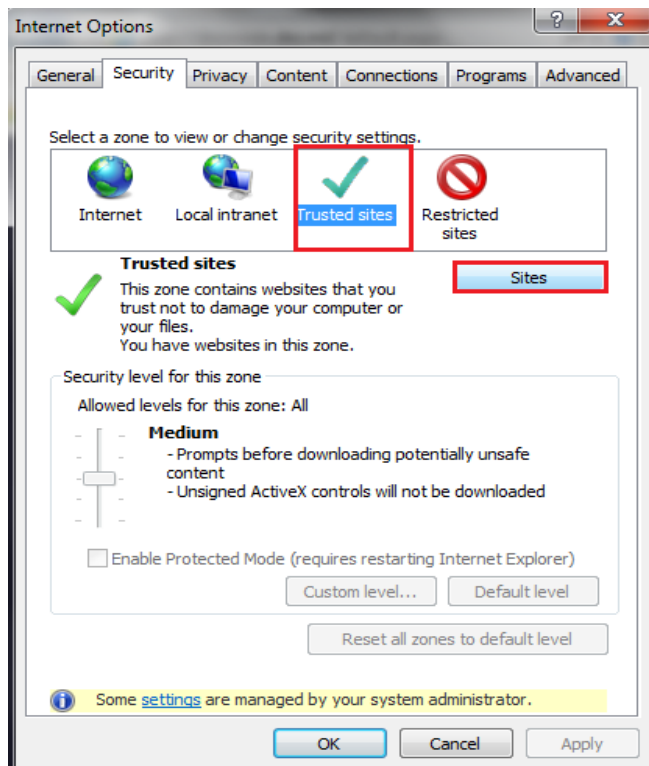 Internet Options
?
X
General Security Privacy Content Connections Programs Advanced
Select a zone to view or change security settings.
Internet Local intranet Trusted sites Restricted
sites
Trusted sites
Sites
This zone contains websites that you
trust not to damage your computer or
your files.
You have websites in this zone.
Security level for this zone
Allowed levels for this zone: All
Medium
- Prompts before downloading potentially unsafe
content
- Unsigned ActiveX controls will not be downloaded
Enable Protected Mode (requires restarting Internet Explorer)
Custom level... Default level
Reset all zones to default level
Some settings are managed by your system administrator.
OK Cancel Apply